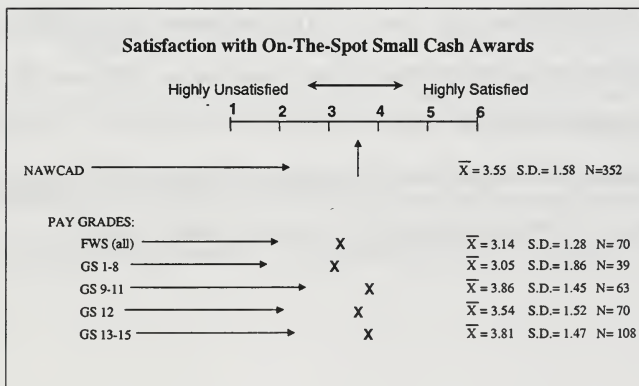 Satisfaction with On-The-Spot Small Cash Awards
Highly Unsatisfied Highly Satisfied
1 2 3 4 5 6
NAWCAD X̅ = 3.55 S.D.= 1.58 N=352
PAY GRADES:
FWS (all) X X̅ = 3.14 S.D.= 1.28 N= 70
GS 1-8 X X̅ = 3.05 S.D.= 1.86 N= 39
GS 9-11 X X̅ = 3.86 S.D.= 1.45 N= 63
GS 12 X X̅ = 3.54 S.D.= 1.52 N= 70
GS 13-15 X X̅ = 3.81 S.D.= 1.47 N= 108